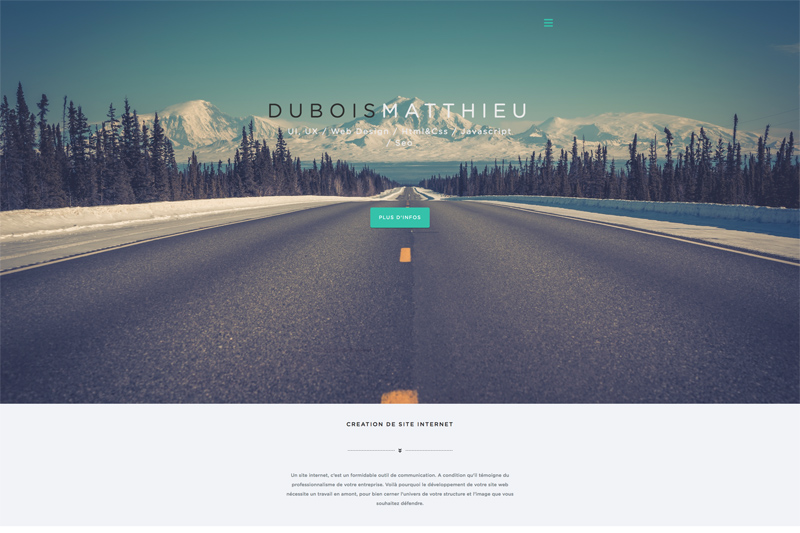 DUBOISMATTHIEU
UI, UX / Web Design / Html&Css / Javascript
/ Seo
PLUS D'INFOS
CREATION DE SITE INTERNET
Un site internet, c'est un formidable outil de communication. A condition qu'il témoigne du
professionnalisme de votre entreprise. Voilà pourquoi le développement de votre site web
nécessite un travail en amont, pour bien cerner l'univers de votre structure et l'image que vous
souhaitez défendre.